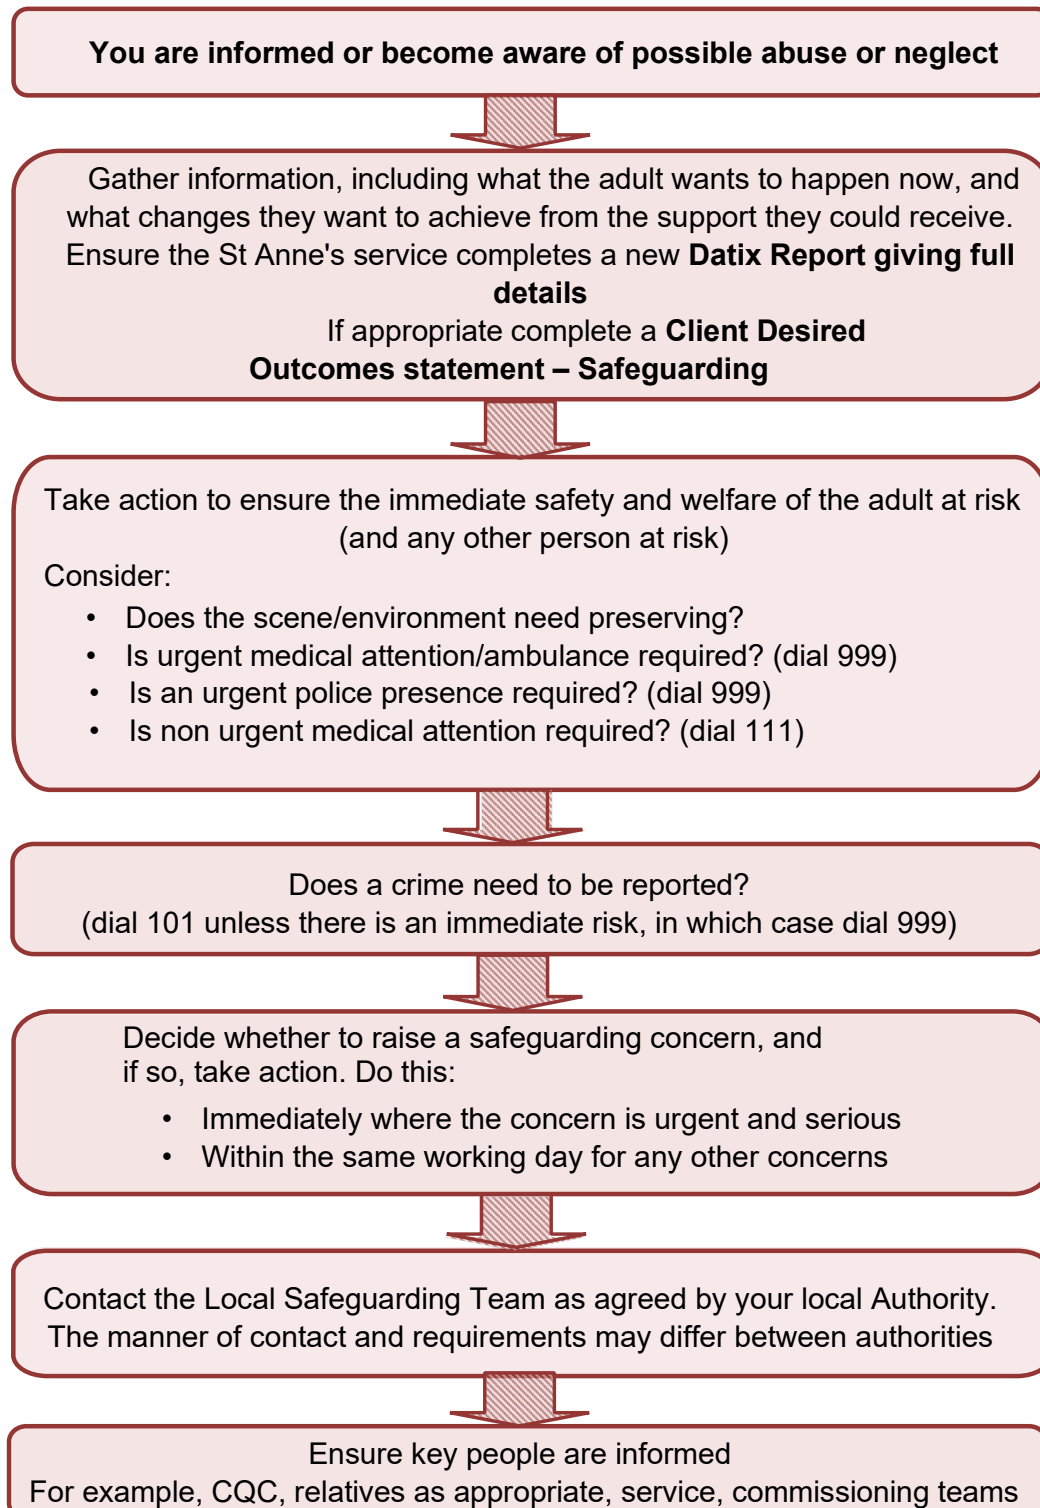 You are informed or become aware of possible abuse or neglect
Gather information, including what the adult wants to happen now, and
what changes they want to achieve from the support they could receive.
Ensure the St Anne's service completes a new Datix Report giving full
details
If appropriate complete a Client Desired
Outcomes statement – Safeguarding
Take action to ensure the immediate safety and welfare of the adult at risk
(and any other person at risk)
Consider:
• Does the scene/environment need preserving?
• Is urgent medical attention/ambulance required? (dial 999)
• Is an urgent police presence required? (dial 999)
• Is non urgent medical attention required? (dial 111)
Does a crime need to be reported?
(dial 101 unless there is an immediate risk, in which case dial 999)
Decide whether to raise a safeguarding concern, and
if so, take action. Do this:
• Immediately where the concern is urgent and serious
• Within the same working day for any other concerns
Contact the Local Safeguarding Team as agreed by your local Authority.
The manner of contact and requirements may differ between authorities
Ensure key people are informed
For example, CQC, relatives as appropriate, service, commissioning teams